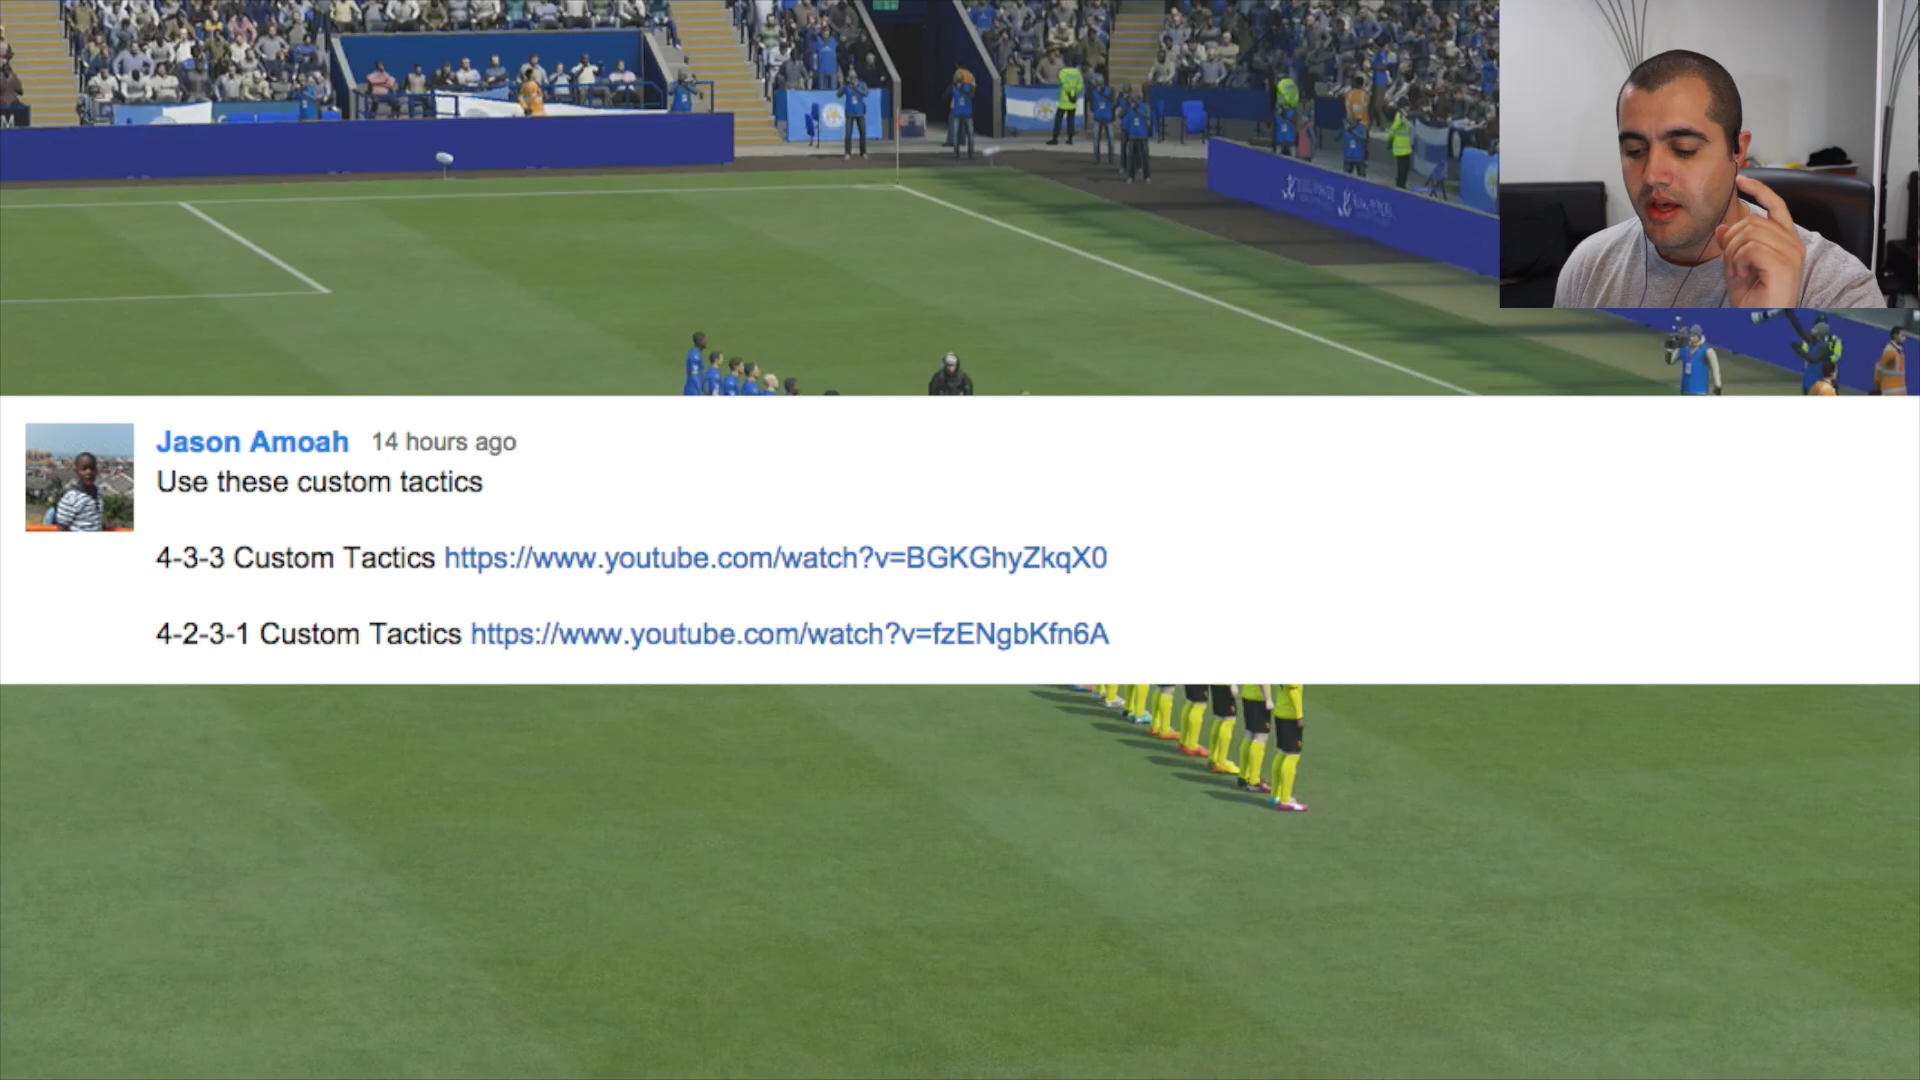 M
Jason Amoah 14 hours ago
Use these custom tactics
4-3-3 Custom Tactics https://www.youtube.com/watch?v=BGKGhyZkqX0
4-2-3-1 Custom Tactics https://www.youtube.com/watch?v=fzENgbKfn6A